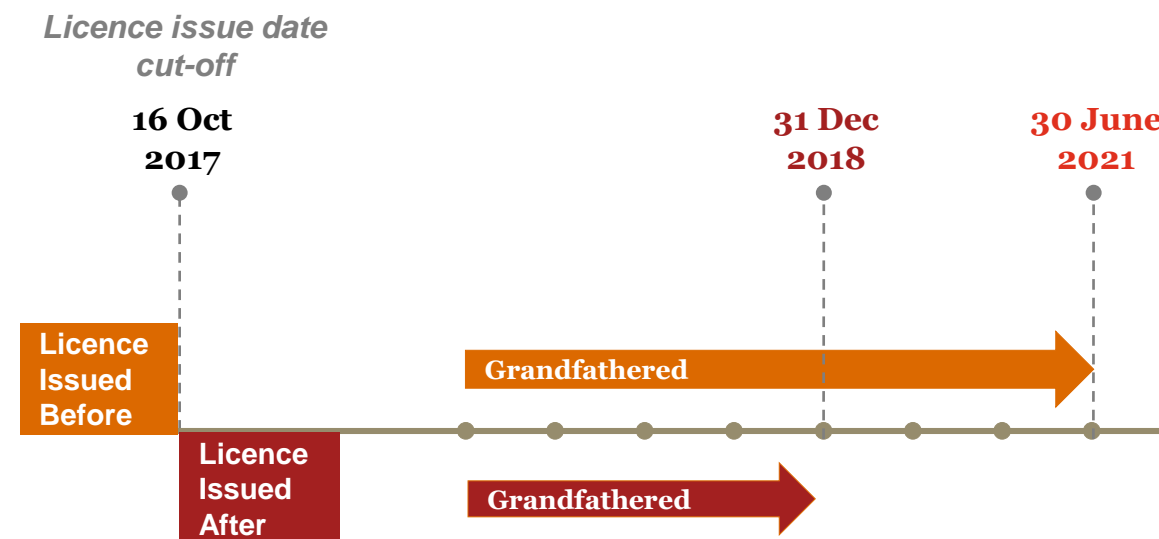 Licence issue date
cut-off
16 Oct
2017
31 Dec
2018
30 June
2021
Licence
Issued
Before
Grandfathered
Licence
Issued
After
Grandfathered